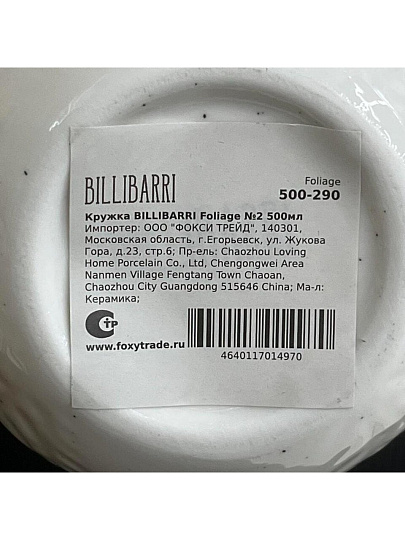 BILLIBARRI
Foliage
500-290
Кружка BILLIBARRI Foliage №2 500мл
Импортер: ООО "ФОКСИ ТРЕЙД", 140301,
Московская область, г.Егорьевск, ул. Жукова
Гора, д.23, стр.6; Пр-ель: Chaozhou Loving
Home Porcelain Co., Ltd, Chengongwei Area
Nanmen Village Fengtang Town Chaoan,
Chaozhou City Guangdong 515646 China; Ма-л:
Керамика;
СТР
www.foxytrade.ru
4640117014970